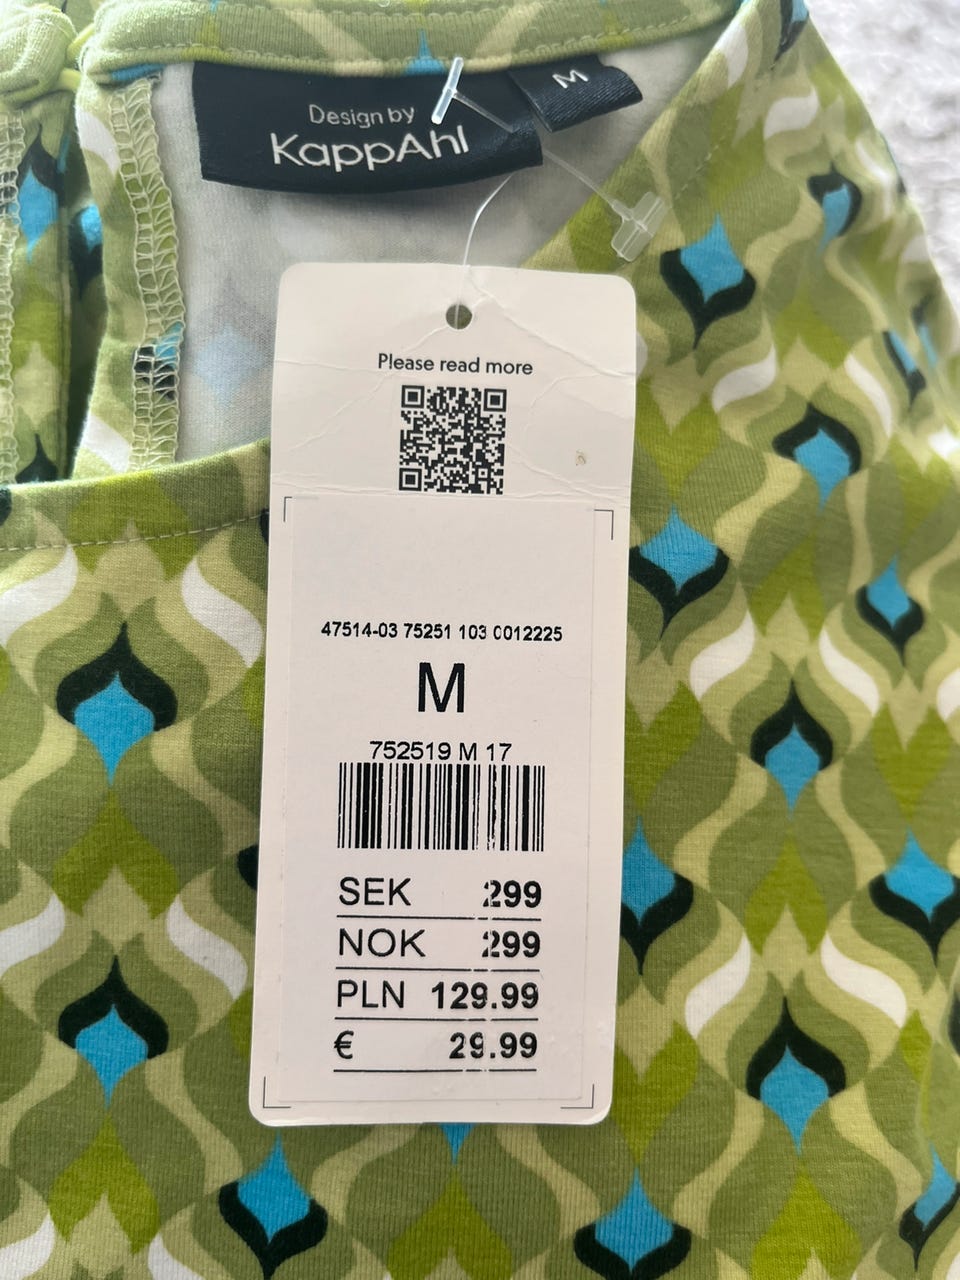 Design by
KappAhl
M
Please read more
47514-03 75251 103 0012225
M
752519 M 17
SEK 299
NOK 299
PLN 129.99
€ 29.99